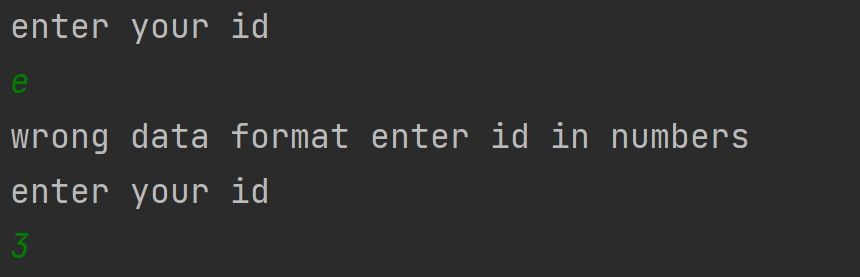 enter your id
e
wrong data format enter id in numbers
enter your id
3